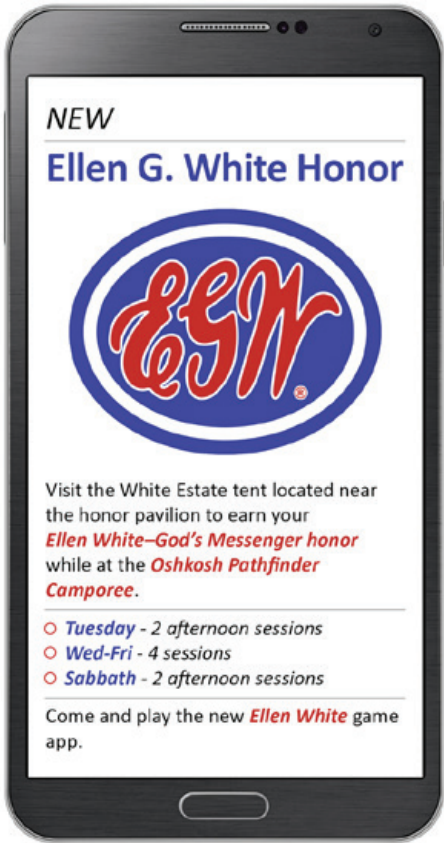 NEW
Ellen G. White Honor
EGW®
Visit the White Estate tent located near
the honor pavilion to earn your
Ellen White–God's Messenger honor
while at the Oshkosh Pathfinder
Camporee.
Tuesday - 2 afternoon sessions
Wed-Fri - 4 sessions
Sabbath - 2 afternoon sessions
Come and play the new Ellen White game
app.